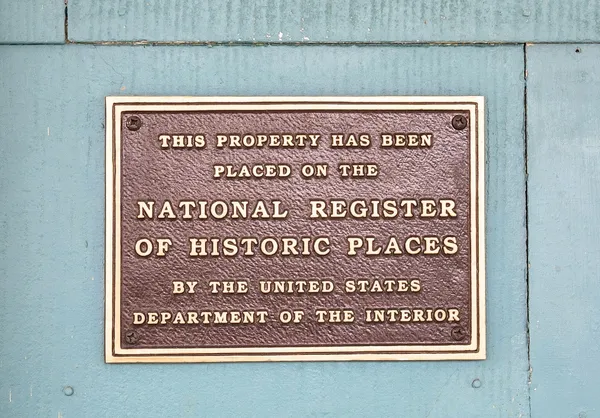 THIS PROPERTY HAS BEEN
PLACED ON THE
NATIONAL REGISTER
OF HISTORIC PLACES
BY THE UNITED STATES
DEPARTMENT OF THE INTERIOR